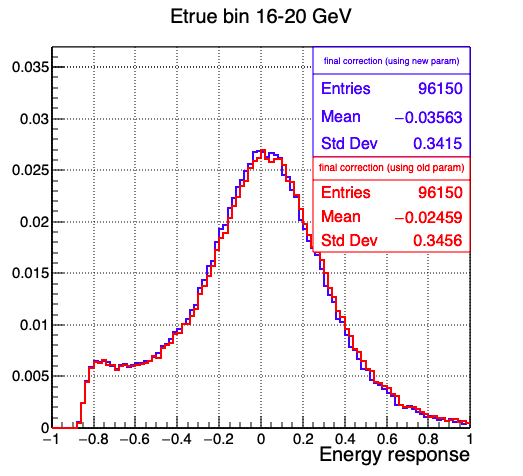 Etrue bin 16-20 GeV
final correction (using new param)
Entries 96150
Mean −0.03563
Std Dev 0.3415
final correction (using old param)
Entries 96150
Mean −0.02459
Std Dev 0.3456
0.035
0.03
0.025
0.02
0.015
0.01
0.005
0
−1 −0.8 −0.6 −0.4 −0.2 0 0.2 0.4 0.6 0.8 1
Energy response